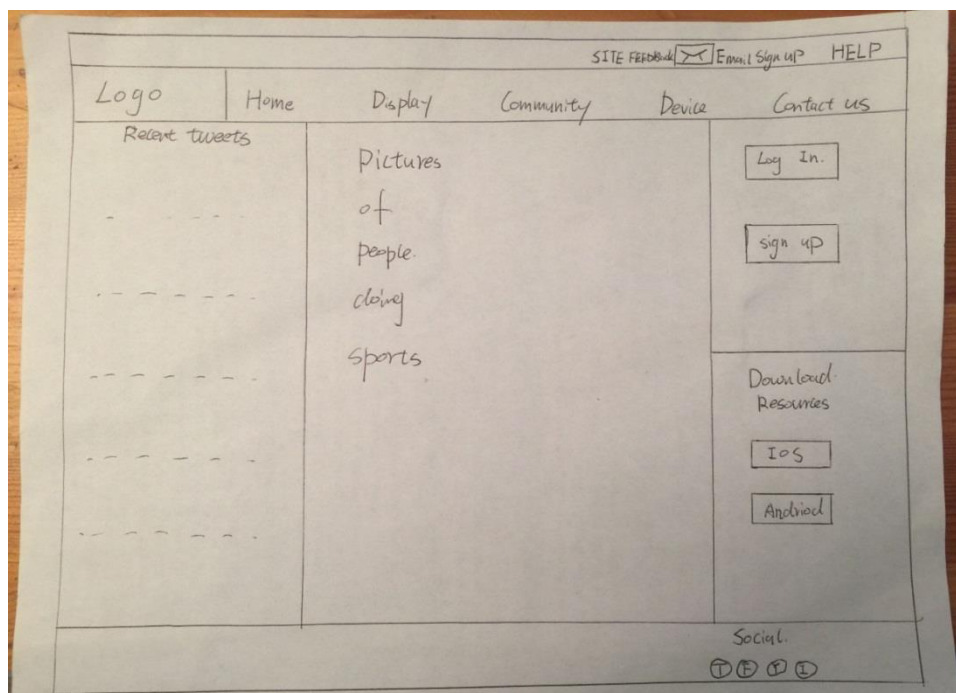 SITE FEEDBack Email Sign UP HELP
Logo Home Display Community Device Contact us
Recent tweets
Pictures
of
people.
doing
sports
Log In.
sign up
Download.
Resources
IOS
Andriod
Social.
T F Y I